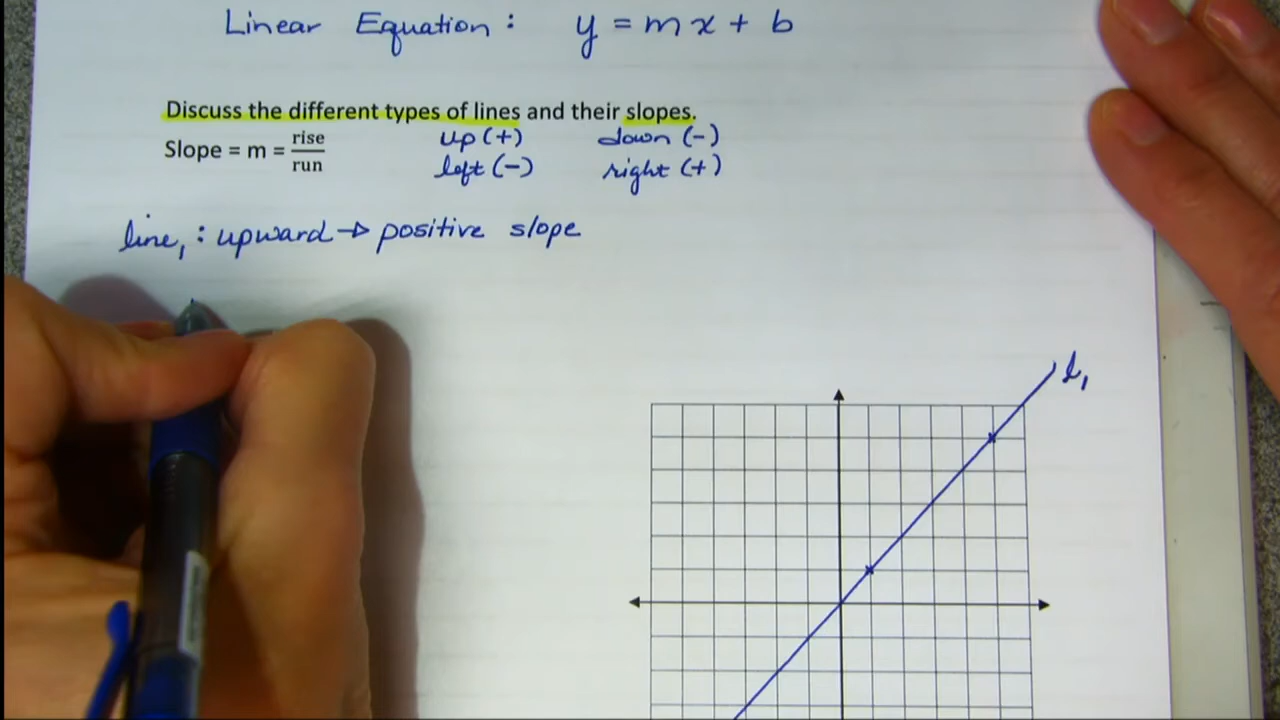 Linear Equation : y = mx + b
Discuss the different types of lines and their slopes.
Slope = m = rise/run up (+) down (-)
left (-) right (+)
line₁ : upward → positive slope
l₁